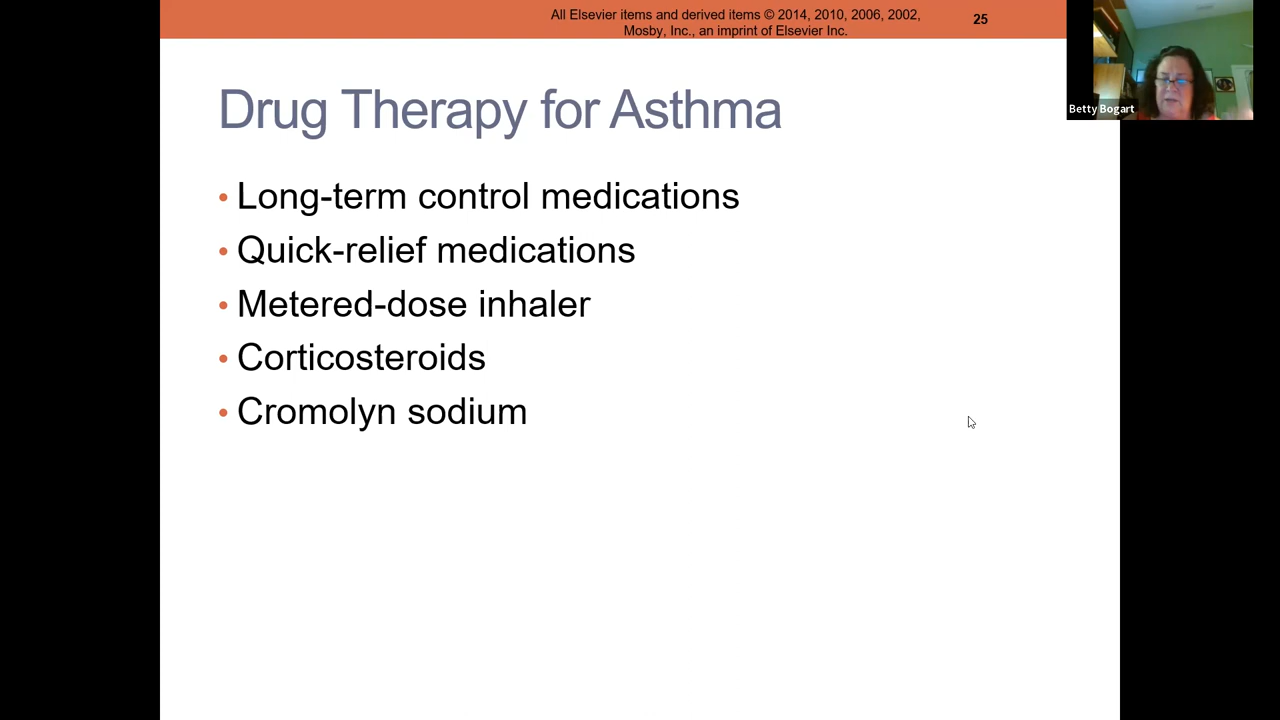 All Elsevier items and derived items © 2014, 2010, 2006, 2002,
Mosby, Inc., an imprint of Elsevier Inc.
25
Betty Bogart
Drug Therapy for Asthma
• Long-term control medications
• Quick-relief medications
• Metered-dose inhaler
• Corticosteroids
• Cromolyn sodium